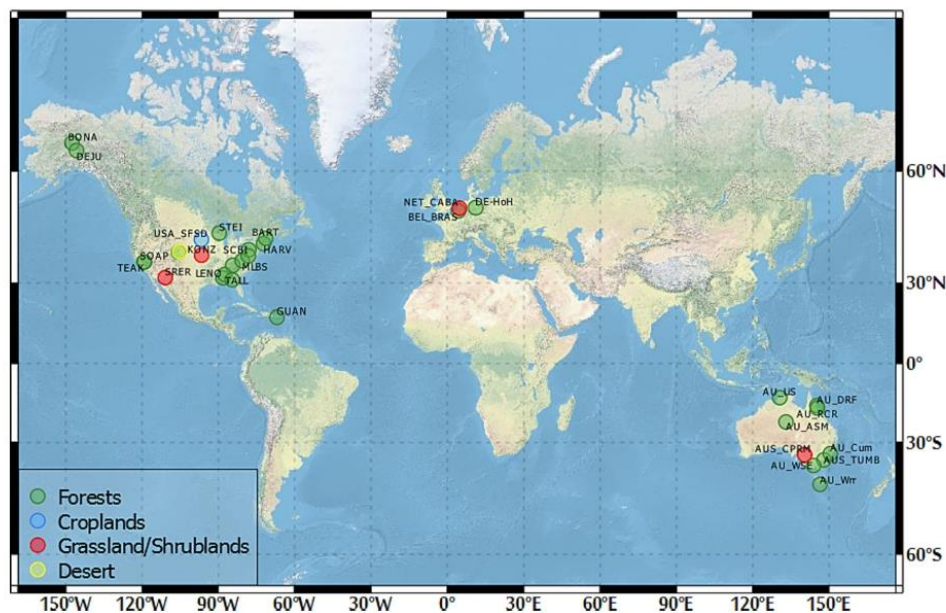 BONA
DEJU
60°N
NET_CABA
DE-HoH
BEL_BRAS
USA_SFSD
STEI
BART
SOAP
KONZ
SCBI
HARV
TEAK
SRER
LENO
MLBS
TALL
30°N
GUAN
0°
AU_US
AU_DRF
AU_RCR
AU_ASM
30°S
AUS_CPRM
AU_Cum
AU_WSE
AUS_TUMB
AU_Wrr
60°S
Forests
Croplands
Grassland/Shrublands
Desert
150°W 120°W 90°W 60°W 30°W 0° 30°E 60°E 90°E 120°E 150°E